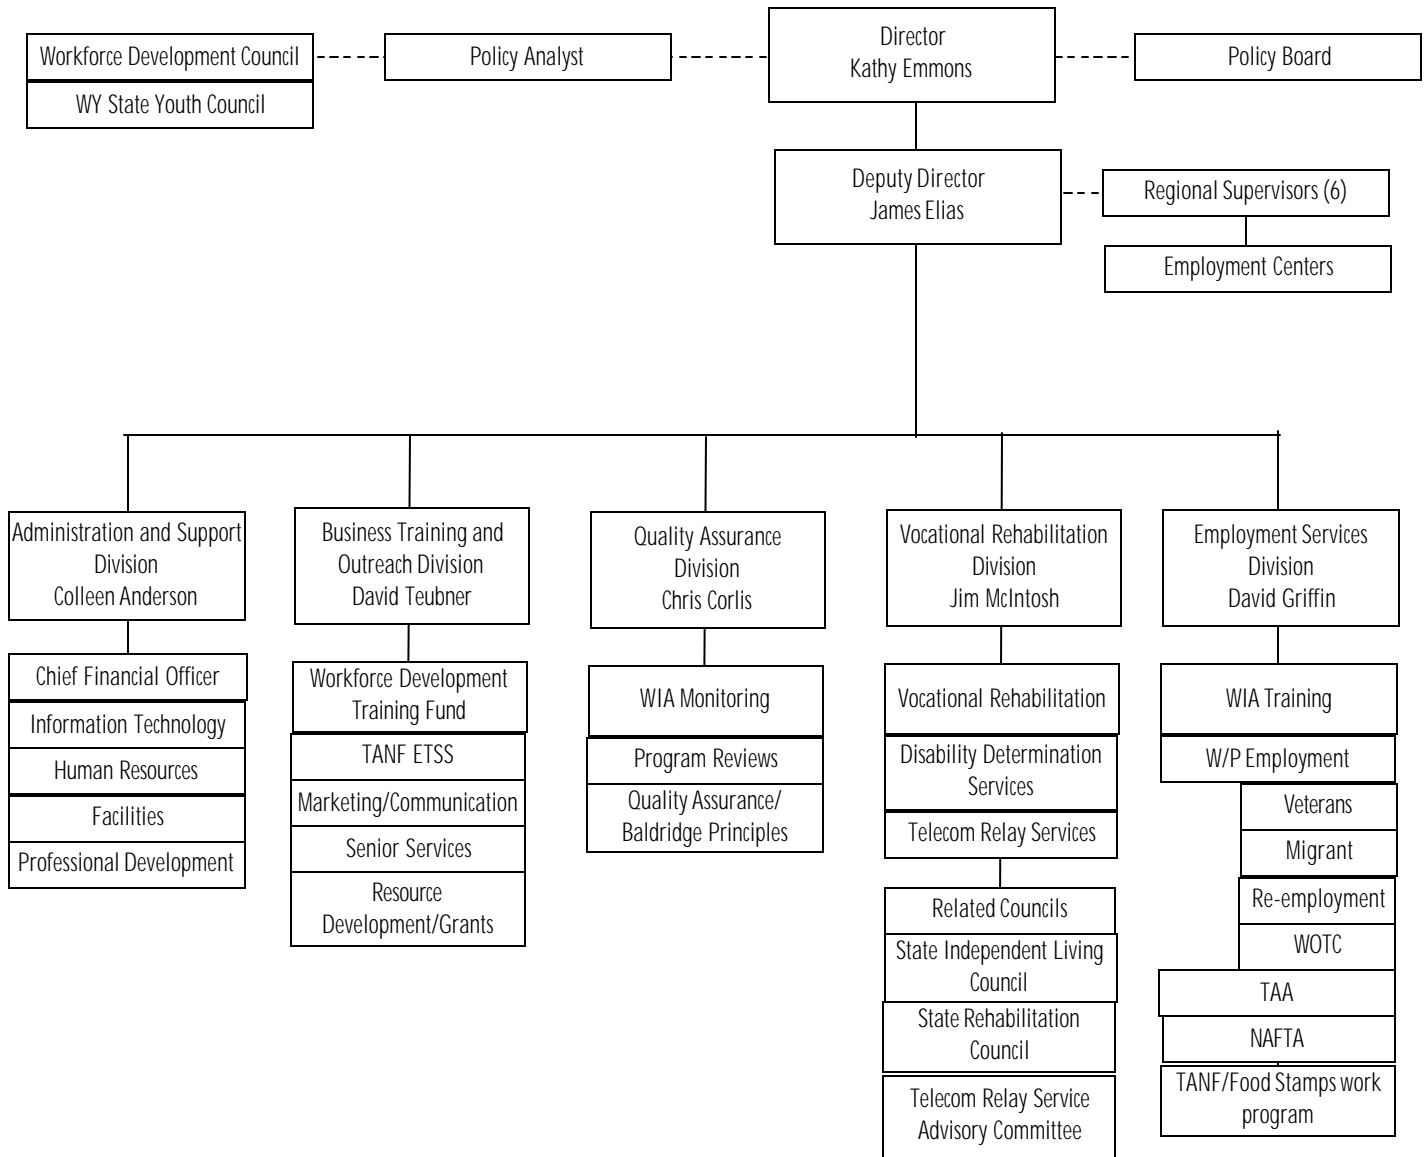 Workforce Development Council
WY State Youth Council
Policy Analyst
Director
Kathy Emmons
Policy Board
Deputy Director
James Elias
Regional Supervisors (6)
Employment Centers
Administration and Support
Division
Colleen Anderson
Chief Financial Officer
Information Technology
Human Resources
Facilities
Professional Development
Business Training and
Outreach Division
David Teubner
Workforce Development
Training Fund
TANF ETSS
Marketing/Communication
Senior Services
Resource
Development/Grants
Quality Assurance
Division
Chris Corlis
WIA Monitoring
Program Reviews
Quality Assurance/
Baldridge Principles
Vocational Rehabilitation
Division
Jim McIntosh
Vocational Rehabilitation
Disability Determination
Services
Telecom Relay Services
Related Councils
State Independent Living
Council
State Rehabilitation
Council
Telecom Relay Service
Advisory Committee
Employment Services
Division
David Griffin
WIA Training
W/P Employment
Veterans
Migrant
Re-employment
WOTC
TAA
NAFTA
TANF/Food Stamps work
program